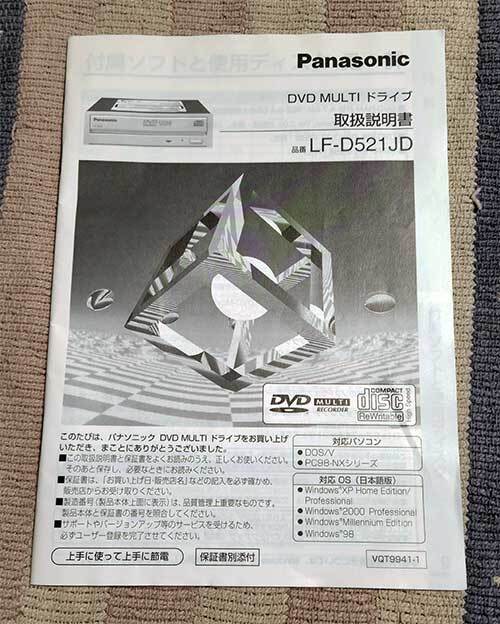 付属ソフトと使用ディ
Panasonic
DVD MULTI ドライブ
取扱説明書
品番 LF-D521JD
Panasonic
DVD MULTI RECORDER
COMPACT disc ReWritable High Speed
このたびは、パナソニック DVD MULTI ドライブをお買い上げ
いただき、まことにありがとうございました。
■この取扱説明書と保証書をよくお読みのうえ、正しくお使いください。
そのあと保存し、必要なときにお読みください。
■保証書は、「お買い上げ日・販売店名」などの記入を必ず確かめ、
販売店からお受け取りください。
■製造番号(製品本体上面に表示)は、品質管理上重要なものです。
製品本体と保証書の番号を照合してください。
■サポートやバージョンアップ等のサービスを受けるため、
必ずユーザー登録を完了させてください。
上手に使って上手に節電
保証書別添付
対応パソコン
●DOS/V
●PC98-NXシリーズ
対応 OS (日本語版)
●Windows®XP Home Edition/
Professional
●Windows®2000 Professional
●Windows®Millennium Edition
●Windows®98
VQT9941-1